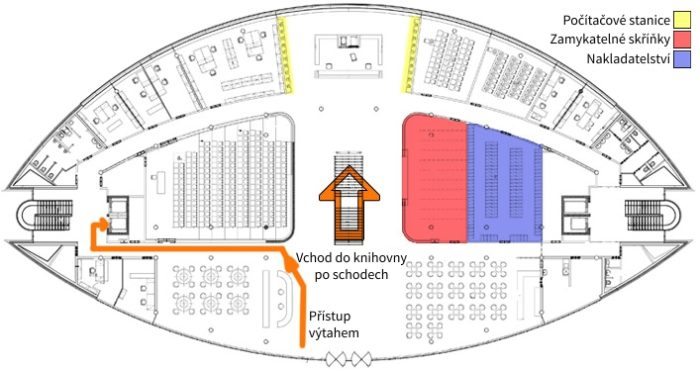 Počítačové stanice
Zamykatelné skříňky
Nakladatelství
Vchod do knihovny
po schodech
Přístup
výtahem